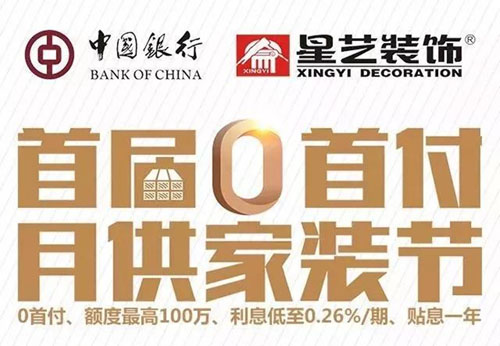 中國銀行
BANK OF CHINA
XINGYI
星艺装饰®
XINGYI DECORATION
首届0首付
月供家装节
0首付、额度最高100万、利息低至0.26%/期、贴息一年